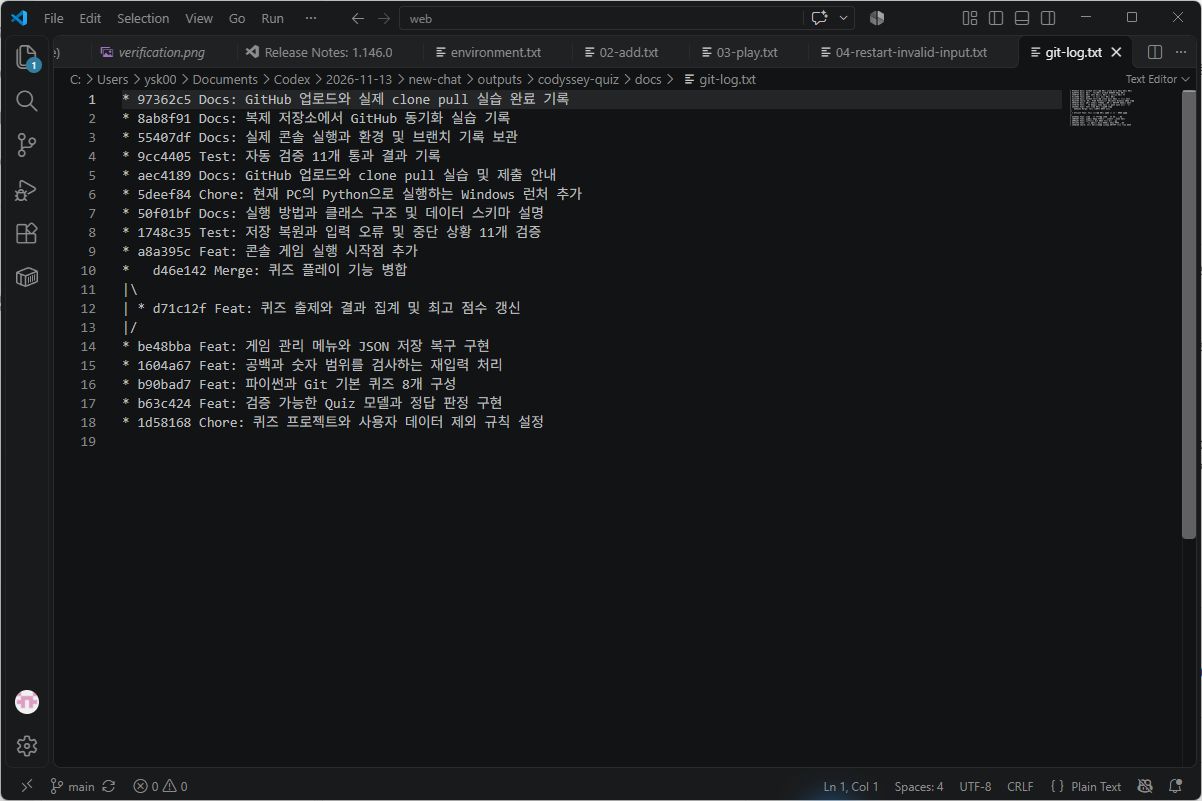 File Edit Selection View Go Run ··· web
verification.png Release Notes: 1.146.0 environment.txt 02-add.txt 03-play.txt 04-restart-invalid-input.txt git-log.txt
C: > Users > ysk00 > Documents > Codex > 2026-11-13 > new-chat > outputs > codyssey-quiz > docs > git-log.txt Text Editor
1 * 97362c5 Docs: GitHub 업로드와 실제 clone pull 실습 완료 기록
2 * 8ab8f91 Docs: 복제 저장소에서 GitHub 동기화 실습 기록
3 * 55407df Docs: 실제 콘솔 실행과 환경 및 브랜치 기록 보관
4 * 9cc4405 Test: 자동 검증 11개 통과 결과 기록
5 * aec4189 Docs: GitHub 업로드와 clone pull 실습 및 제출 안내
6 * 5deef84 Chore: 현재 PC의 Python으로 실행하는 Windows 런처 추가
7 * 50f01bf Docs: 실행 방법과 클래스 구조 및 데이터 스키마 설명
8 * 1748c35 Test: 저장 복원과 입력 오류 및 중단 상황 11개 검증
9 * a8a395c Feat: 콘솔 게임 실행 시작점 추가
10 *   d46e142 Merge: 퀴즈 플레이 기능 병합
11 |\
12 | * d71c12f Feat: 퀴즈 출제와 결과 집계 및 최고 점수 갱신
13 |/
14 * be48bba Feat: 게임 관리 메뉴와 JSON 저장 복구 구현
15 * 1604a67 Feat: 공백과 숫자 범위를 검사하는 재입력 처리
16 * b90bad7 Feat: 파이썬과 Git 기본 퀴즈 8개 구성
17 * b63c424 Feat: 검증 가능한 Quiz 모델과 정답 판정 구현
18 * 1d58168 Chore: 퀴즈 프로젝트와 사용자 데이터 제외 규칙 설정
19
1
main 0 0 Ln 1, Col 1 Spaces: 4 UTF-8 CRLF { } Plain Text